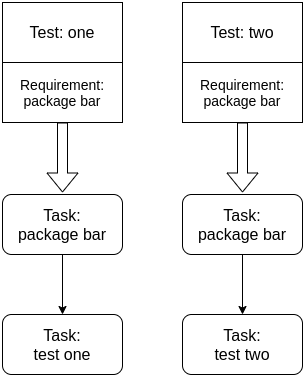 Test: one
Requirement:
package bar
Task:
package bar
Task:
test one
Test: two
Requirement:
package bar
Task:
package bar
Task:
test two